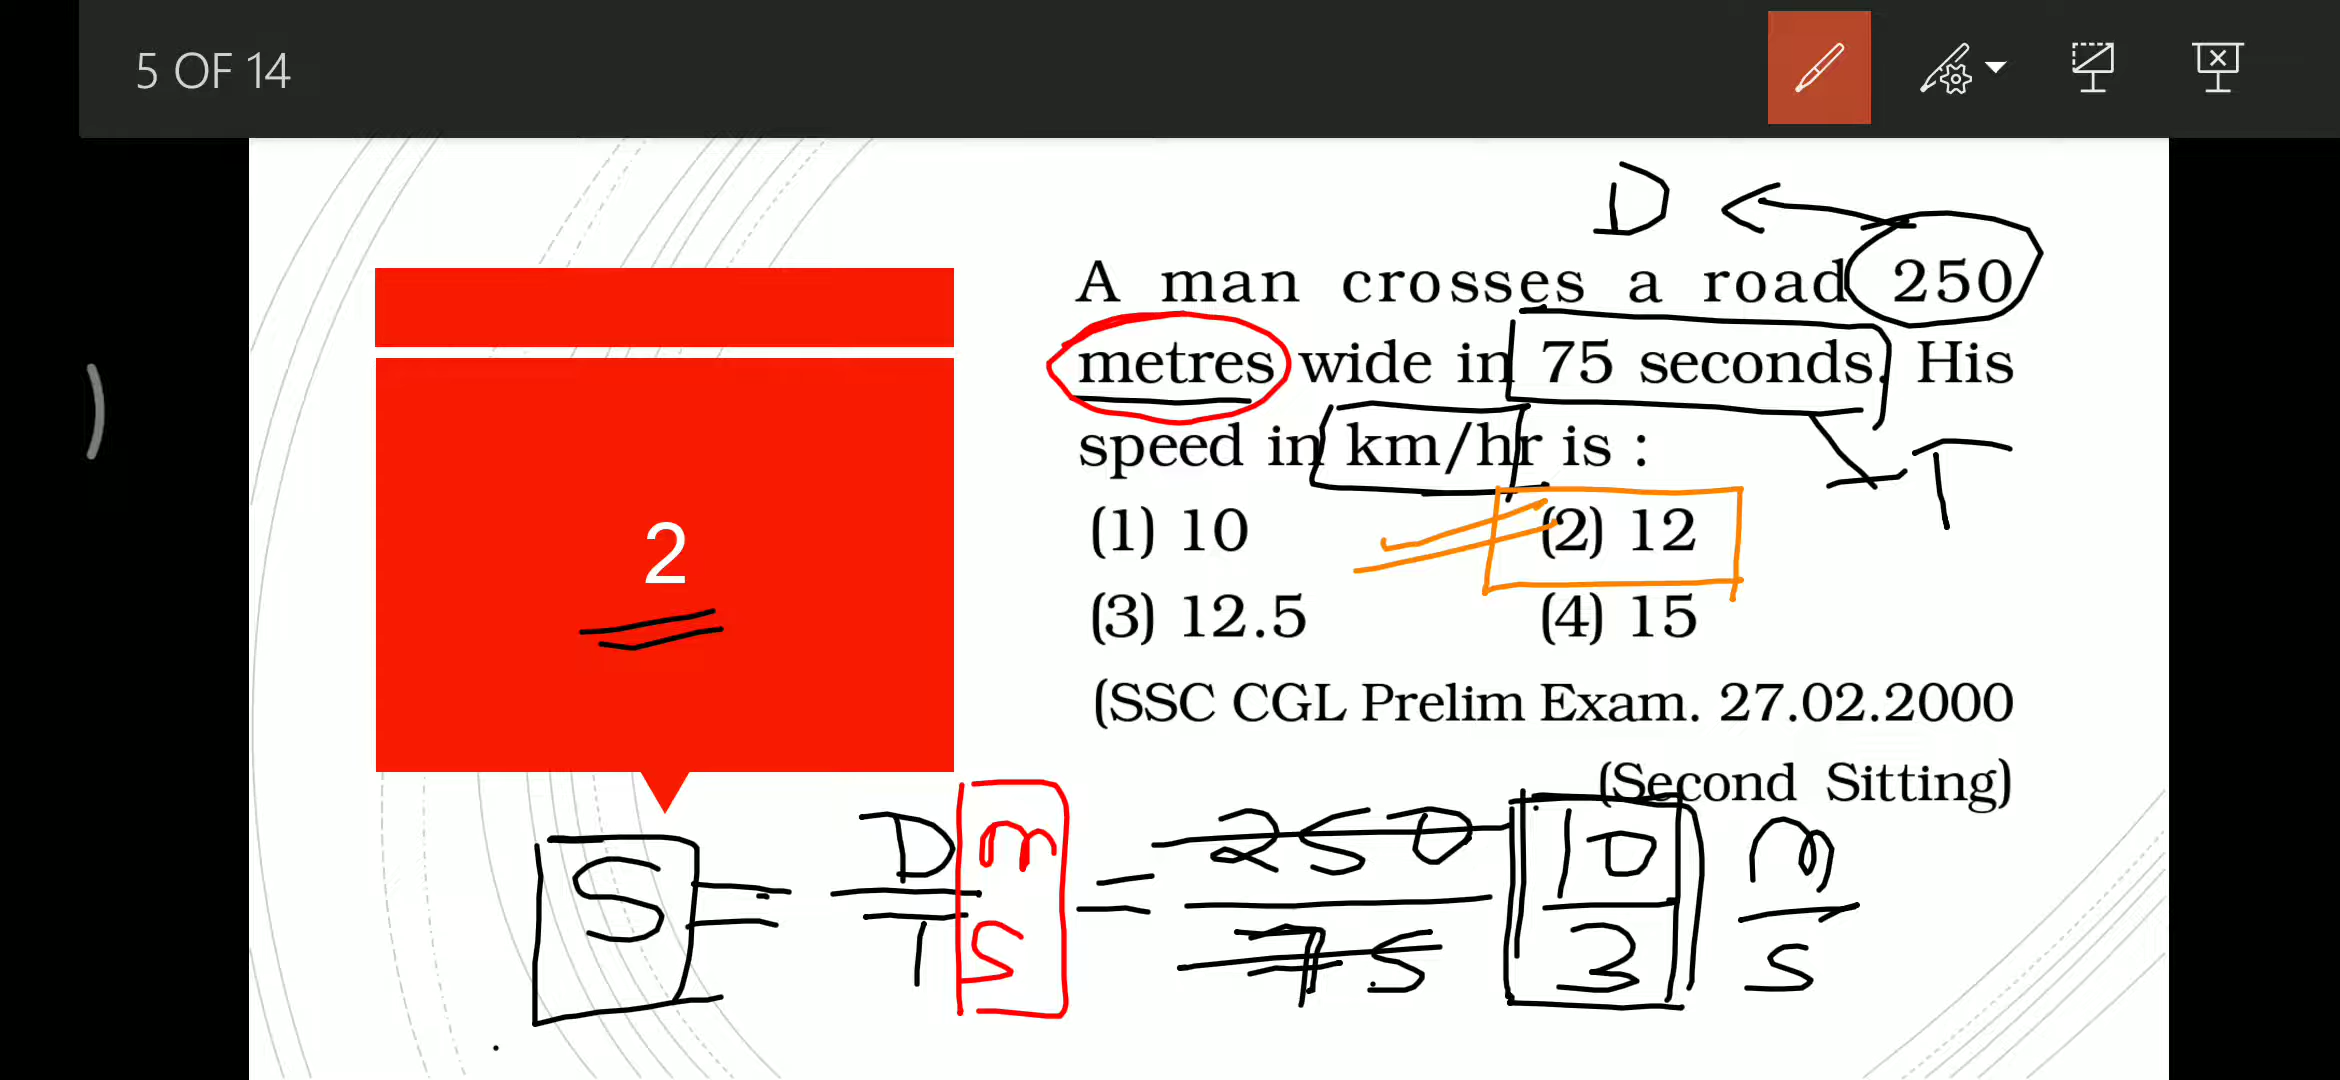 5 OF 14
D
A man crosses a road 250
metres wide in 75 seconds. His
speed in km/hr is :
T
(1) 10 (2) 12
(3) 12.5 (4) 15
(SSC CGL Prelim Exam. 27.02.2000
(Second Sitting)
2
S = D/T m/s = 250/75 10/3 m/s